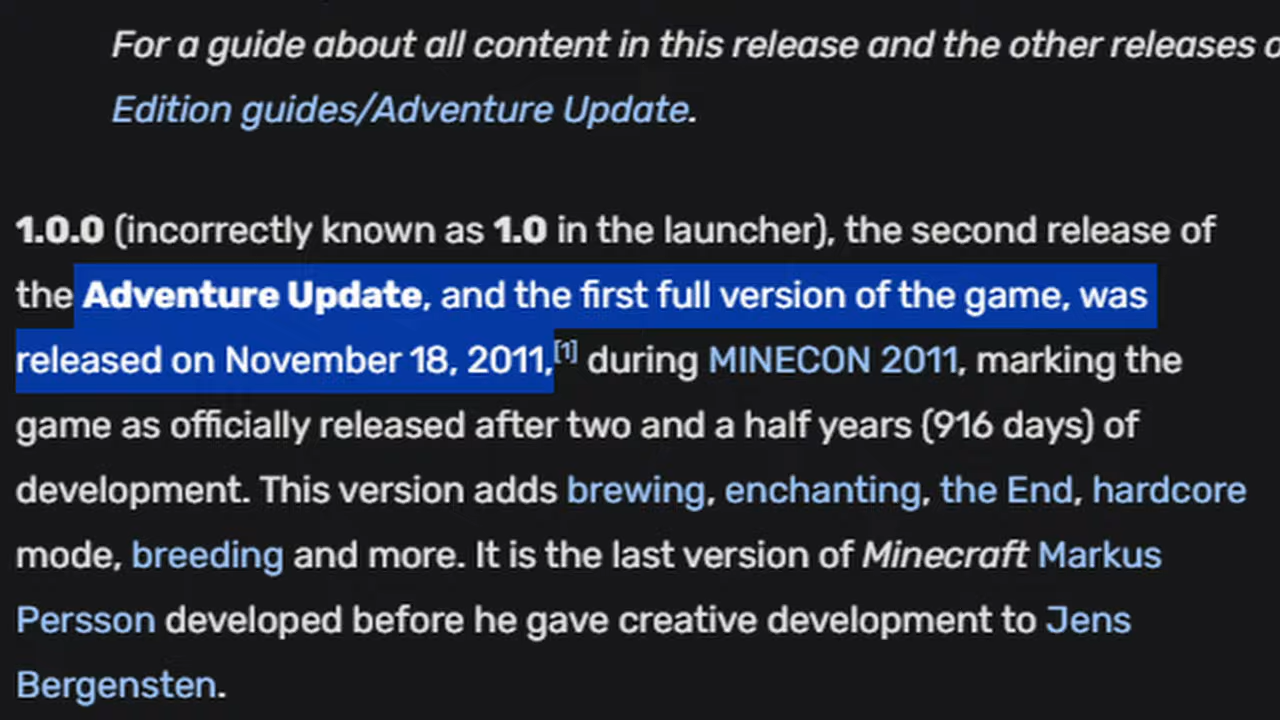 For a guide about all content in this release and the other releases
Edition guides/Adventure Update.
1.0.0 (incorrectly known as 1.0 in the launcher), the second release of
the Adventure Update, and the first full version of the game, was
released on November 18, 2011,[1] during MINECON 2011, marking the
game as officially released after two and a half years (916 days) of
development. This version adds brewing, enchanting, the End, hardcore
mode, breeding and more. It is the last version of Minecraft Markus
Persson developed before he gave creative development to Jens
Bergensten.